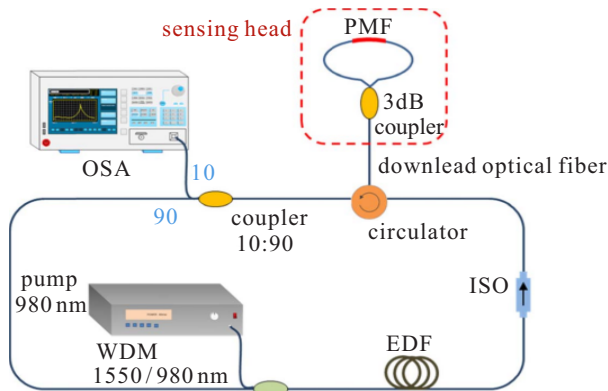 sensing head
PMF
3dB
coupler
OSA
10
downlead optical fiber
90
coupler
10:90
circulator
pump
980 nm
ISO
WDM
1550/980 nm
EDF